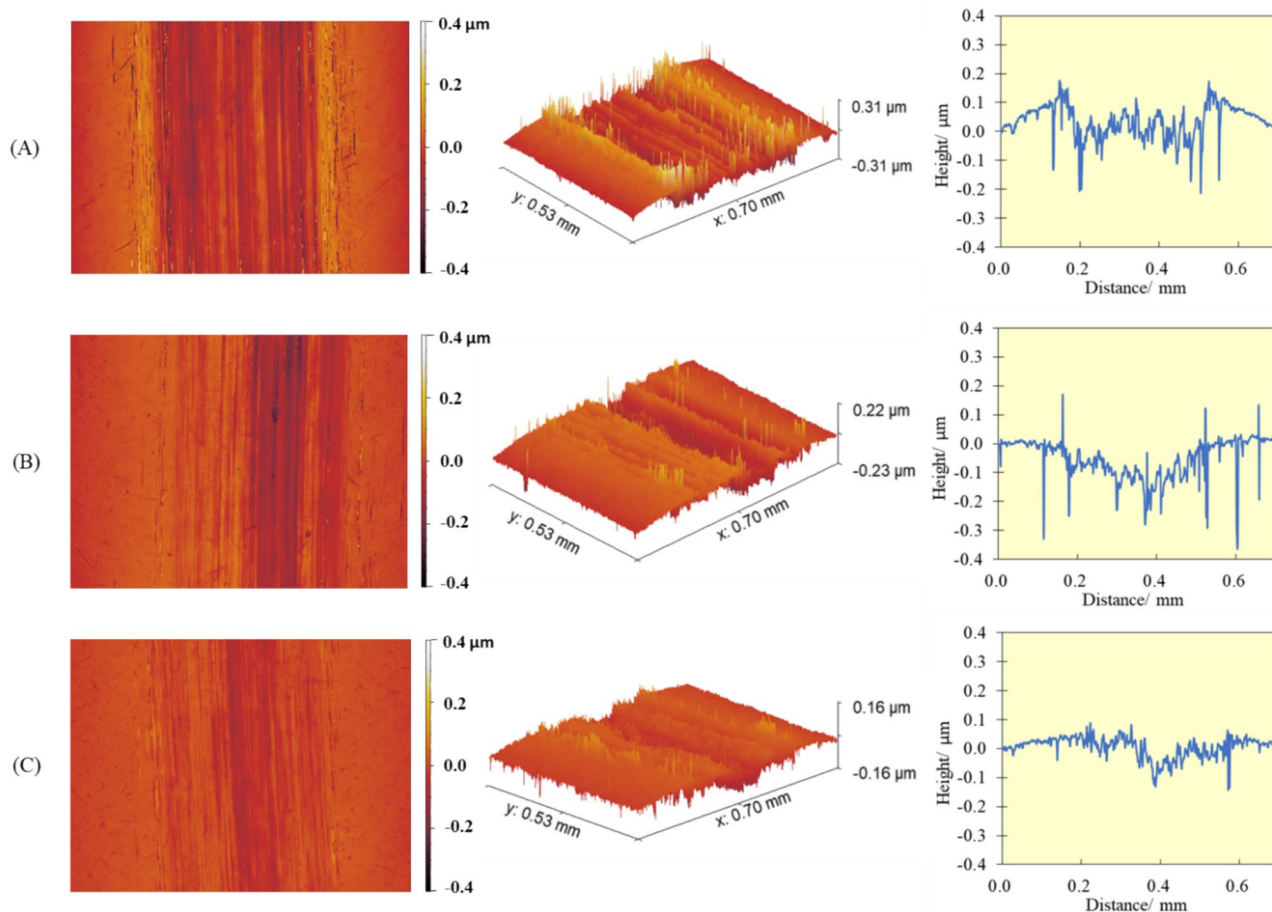 (A)
0.4 μm
0.2
0.0
-0.2
-0.4
0.31 μm
-0.31 μm
y: 0.53 mm
x: 0.70 mm
Height/ μm
0.4
0.3
0.2
0.1
0.0
-0.1
-0.2
-0.3
-0.4
0.0 0.2 0.4 0.6
Distance/ mm
(B)
0.4 μm
0.2
0.0
-0.2
-0.4
0.22 μm
-0.23 μm
y: 0.53 mm
x: 0.70 mm
Height/ μm
0.4
0.3
0.2
0.1
0.0
-0.1
-0.2
-0.3
-0.4
0.0 0.2 0.4 0.6
Distance/ mm
(C)
0.4 μm
0.2
0.0
-0.2
-0.4
0.16 μm
-0.16 μm
y: 0.53 mm
x: 0.70 mm
Height/ μm
0.4
0.3
0.2
0.1
0.0
-0.1
-0.2
-0.3
-0.4
0.0 0.2 0.4 0.6
Distance/ mm